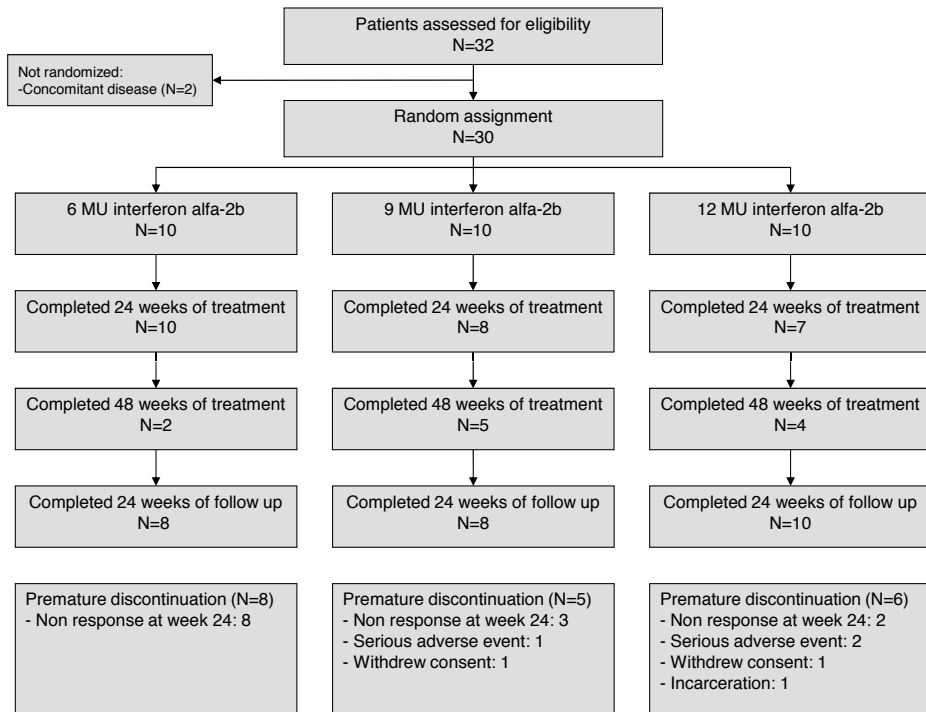 Patients assessed for eligibility
N=32
Not randomized:
-Concomitant disease (N=2)
Random assignment
N=30
6 MU interferon alfa-2b
N=10
9 MU interferon alfa-2b
N=10
12 MU interferon alfa-2b
N=10
Completed 24 weeks of treatment
N=10
Completed 24 weeks of treatment
N=8
Completed 24 weeks of treatment
N=7
Completed 48 weeks of treatment
N=2
Completed 48 weeks of treatment
N=5
Completed 48 weeks of treatment
N=4
Completed 24 weeks of follow up
N=8
Completed 24 weeks of follow up
N=8
Completed 24 weeks of follow up
N=10
Premature discontinuation (N=8)
- Non response at week 24: 8
Premature discontinuation (N=5)
- Non response at week 24: 3
- Serious adverse event: 1
- Withdrew consent: 1
Premature discontinuation (N=6)
- Non response at week 24: 2
- Serious adverse event: 2
- Withdrew consent: 1
- Incarceration: 1